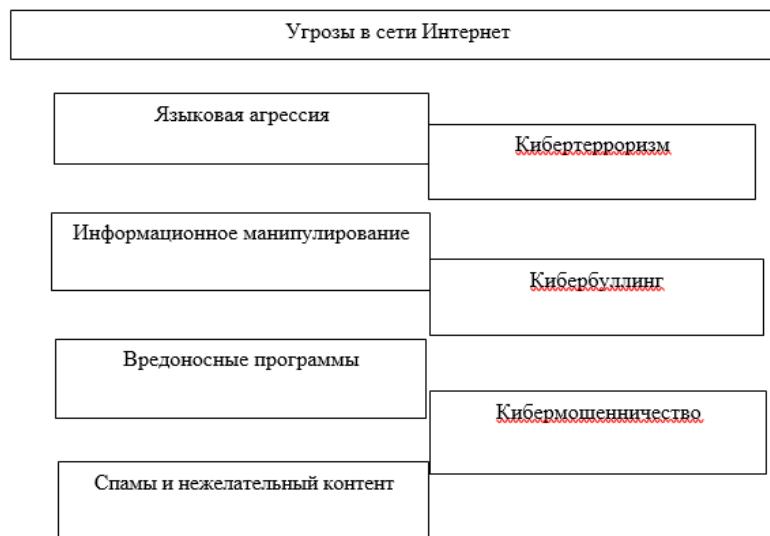 Угрозы в сети Интернет
Языковая агрессия
Кибертерроризм
Информационное манипулирование
Кибербуллинг
Вредоносные программы
Кибермошенничество
Спамы и нежелательный контент